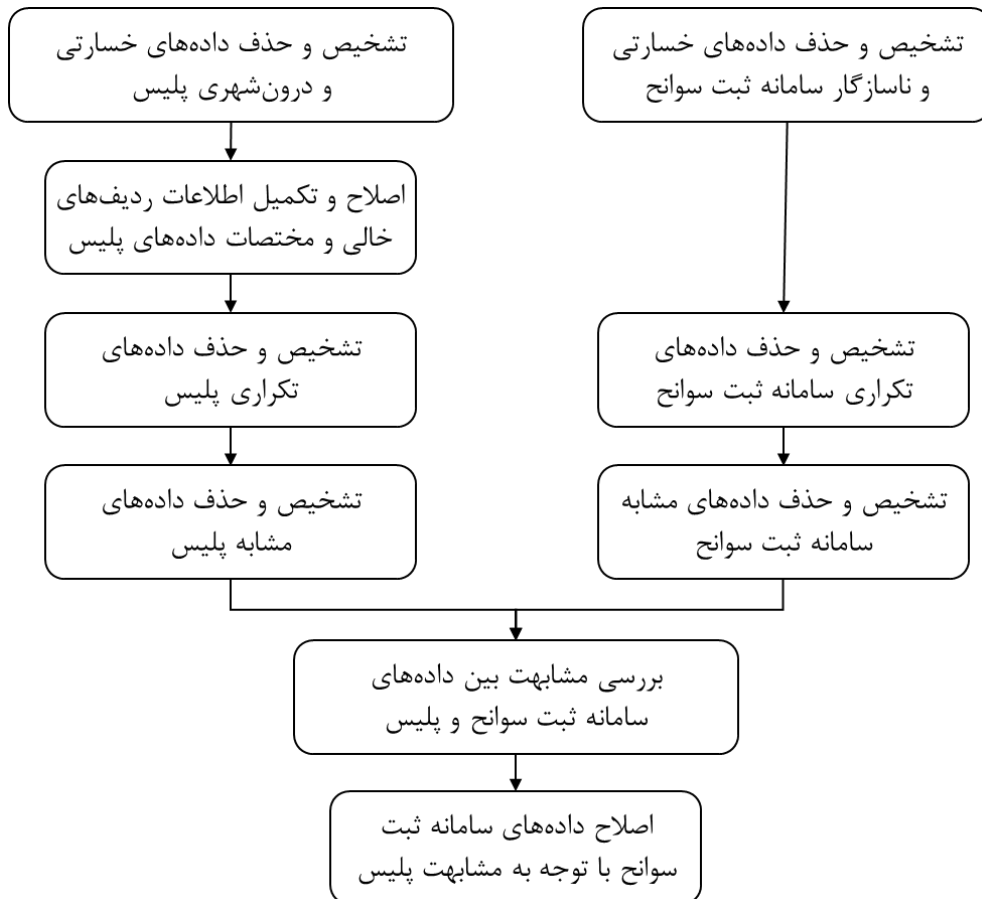 تشخیص و حذف داده‌های خسارتی
و ناسازگار سامانه ثبت سوانح
تشخیص و حذف داده‌های خسارتی
و درون‌شهری پلیس
اصلاح و تکمیل اطلاعات ردیف‌های
خالی و مختصات داده‌های پلیس
تشخیص و حذف داده‌های
تکراری سامانه ثبت سوانح
تشخیص و حذف داده‌های
تکراری پلیس
تشخیص و حذف داده‌های مشابه
سامانه ثبت سوانح
تشخیص و حذف داده‌های
مشابه پلیس
بررسی مشابهت بین داده‌های
سامانه ثبت سوانح و پلیس
اصلاح داده‌های سامانه ثبت
سوانح با توجه به مشابهت پلیس